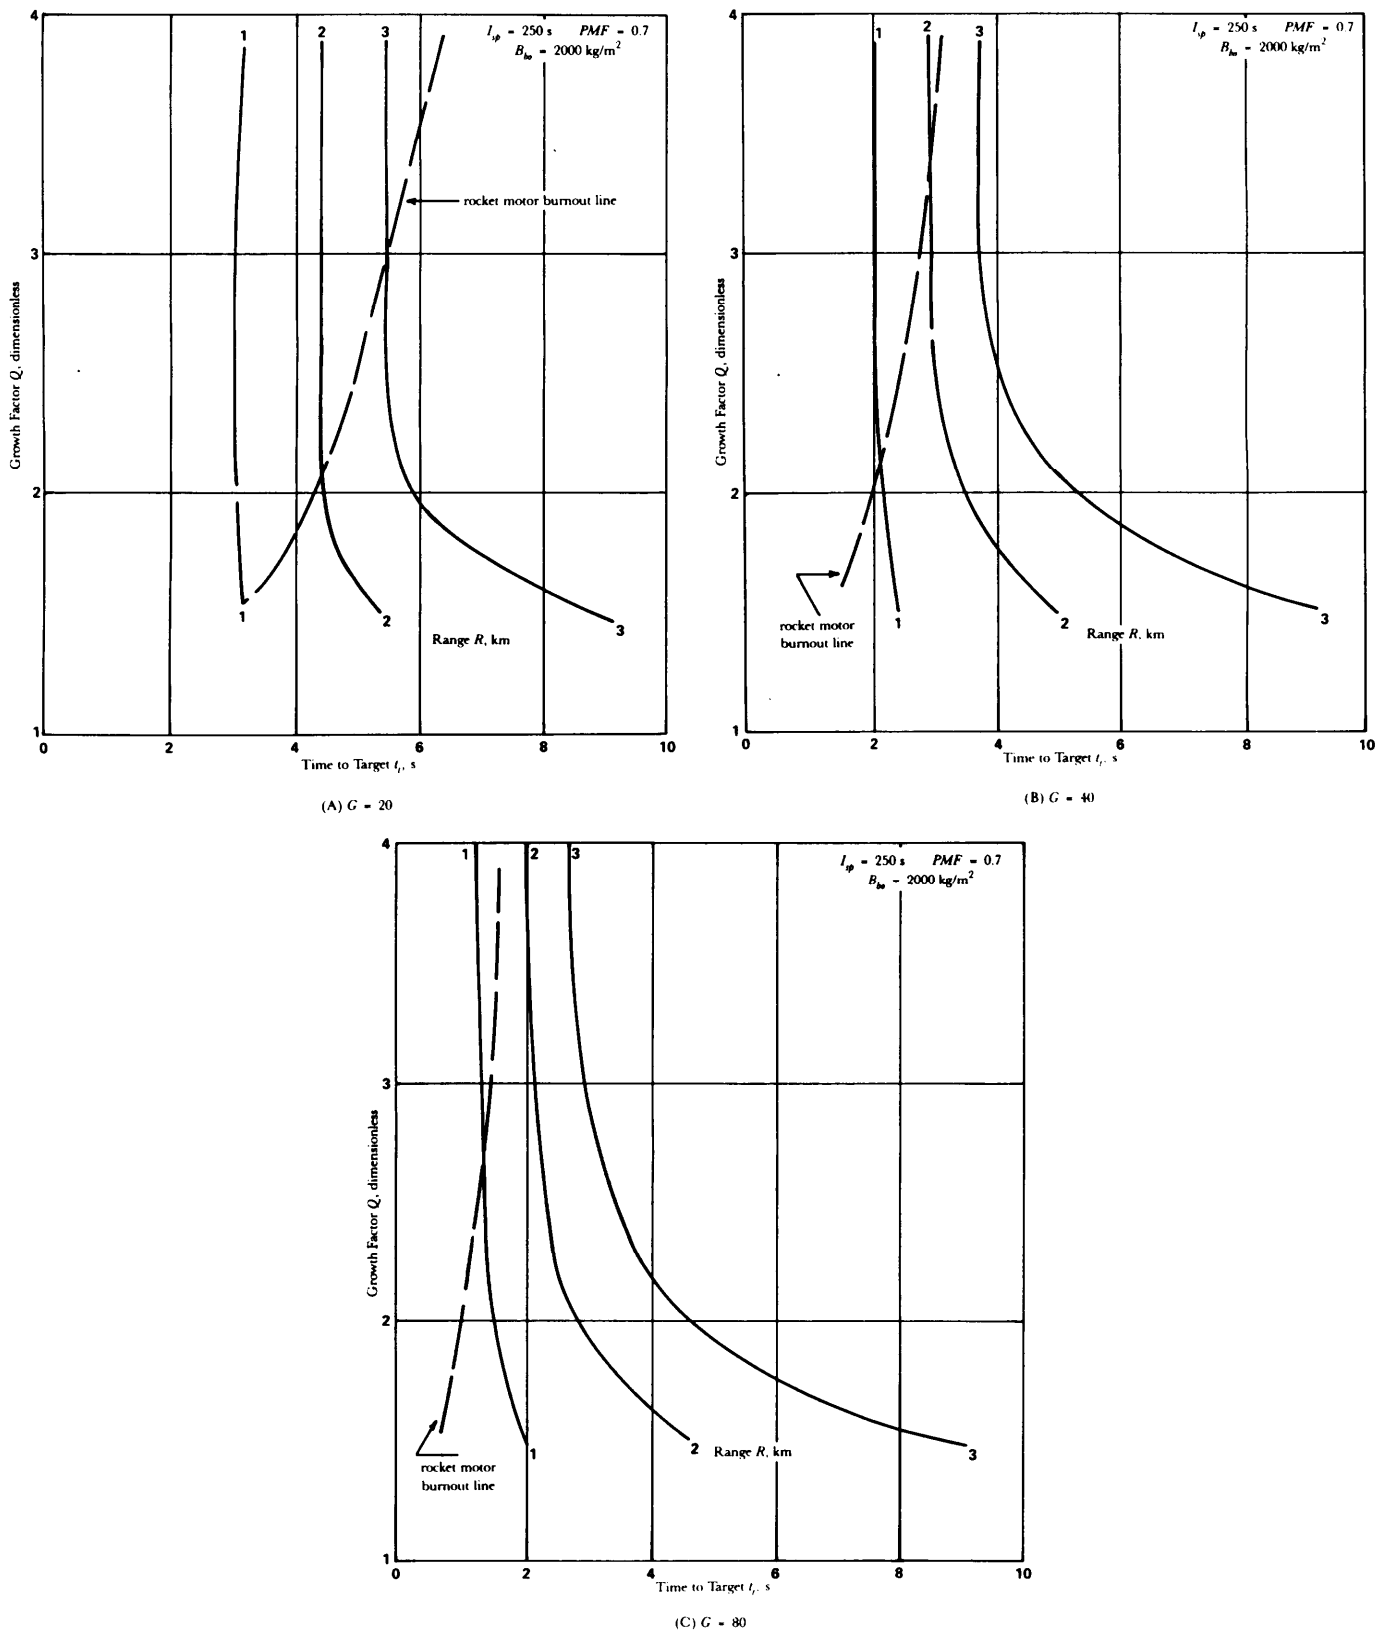 4
1
2
3
I_sp = 250 s PMF = 0.7
B_bo = 2000 kg/m²
rocket motor burnout line
3
Growth Factor Q, dimensionless
2
1
2
3
Range R, km
1
0 2 4 6 8 10
Time to Target t_t, s
(A) G = 20
4
1
2
3
I_sp = 250 s PMF = 0.7
B_bo = 2000 kg/m²
3
Growth Factor Q, dimensionless
2
rocket motor
burnout line
1
2
3
Range R, km
1
0 2 4 6 8 10
Time to Target t_t, s
(B) G = 40
4
1
2
3
I_sp = 250 s PMF = 0.7
B_bo = 2000 kg/m²
3
Growth Factor Q, dimensionless
2
rocket motor
burnout line
1
2
3
Range R, km
1
0 2 4 6 8 10
Time to Target t_t, s
(C) G = 80